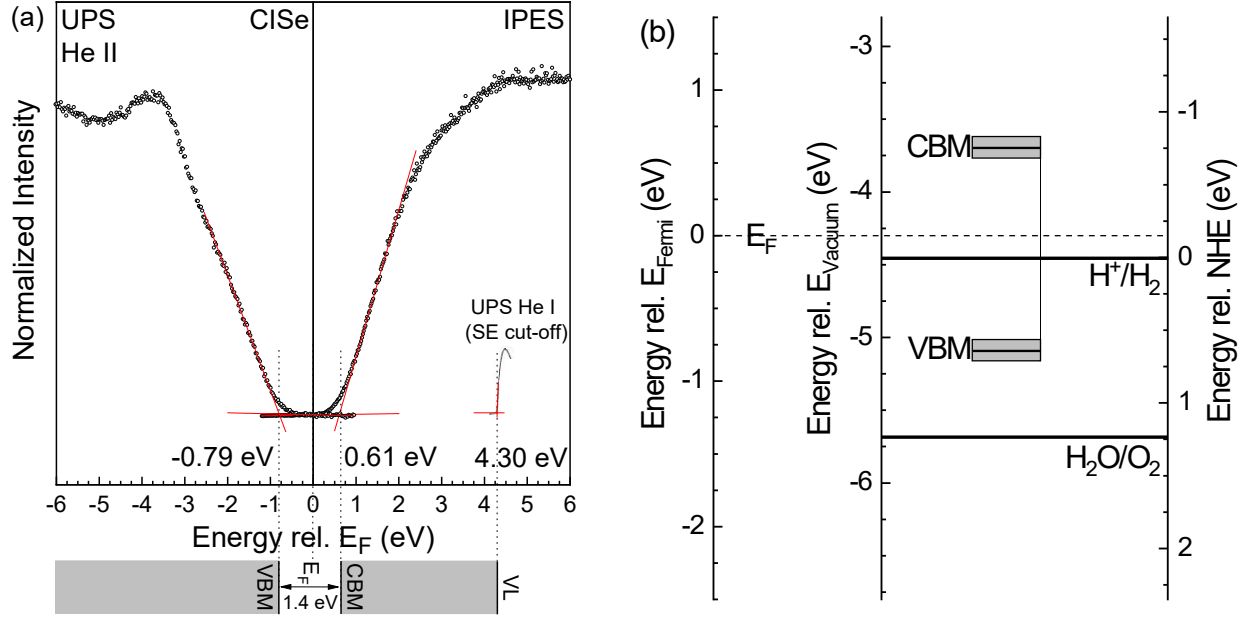 (a)
UPS
He II
CISe
IPES
Normalized Intensity
UPS He I
(SE cut-off)
-0.79 eV
0.61 eV
4.30 eV
-6 -5 -4 -3 -2 -1 0 1 2 3 4 5 6
Energy rel. E_F (eV)
VBM
E_F
1.4 eV
CBM
VL
(b)
Energy rel. E_Fermi (eV)
1
0
-1
-2
E_F
Energy rel. E_Vacuum (eV)
-3
-4
-5
-6
CBM
VBM
H⁺/H₂
H₂O/O₂
Energy rel. NHE (eV)
-1
0
1
2